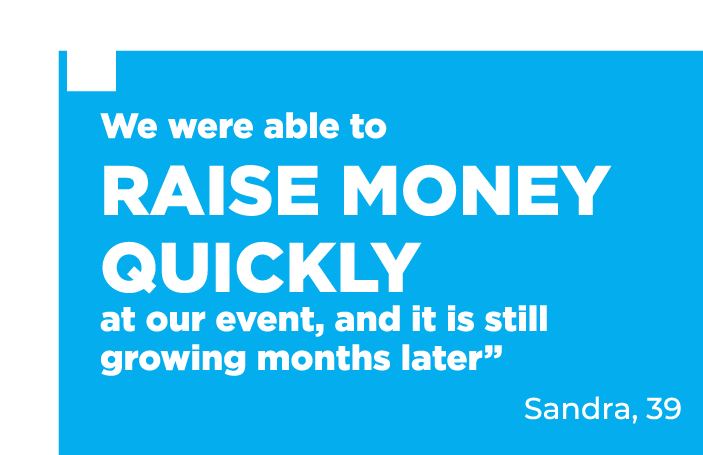 We were able to
RAISE MONEY
QUICKLY
at our event, and it is still
growing months later”
Sandra, 39